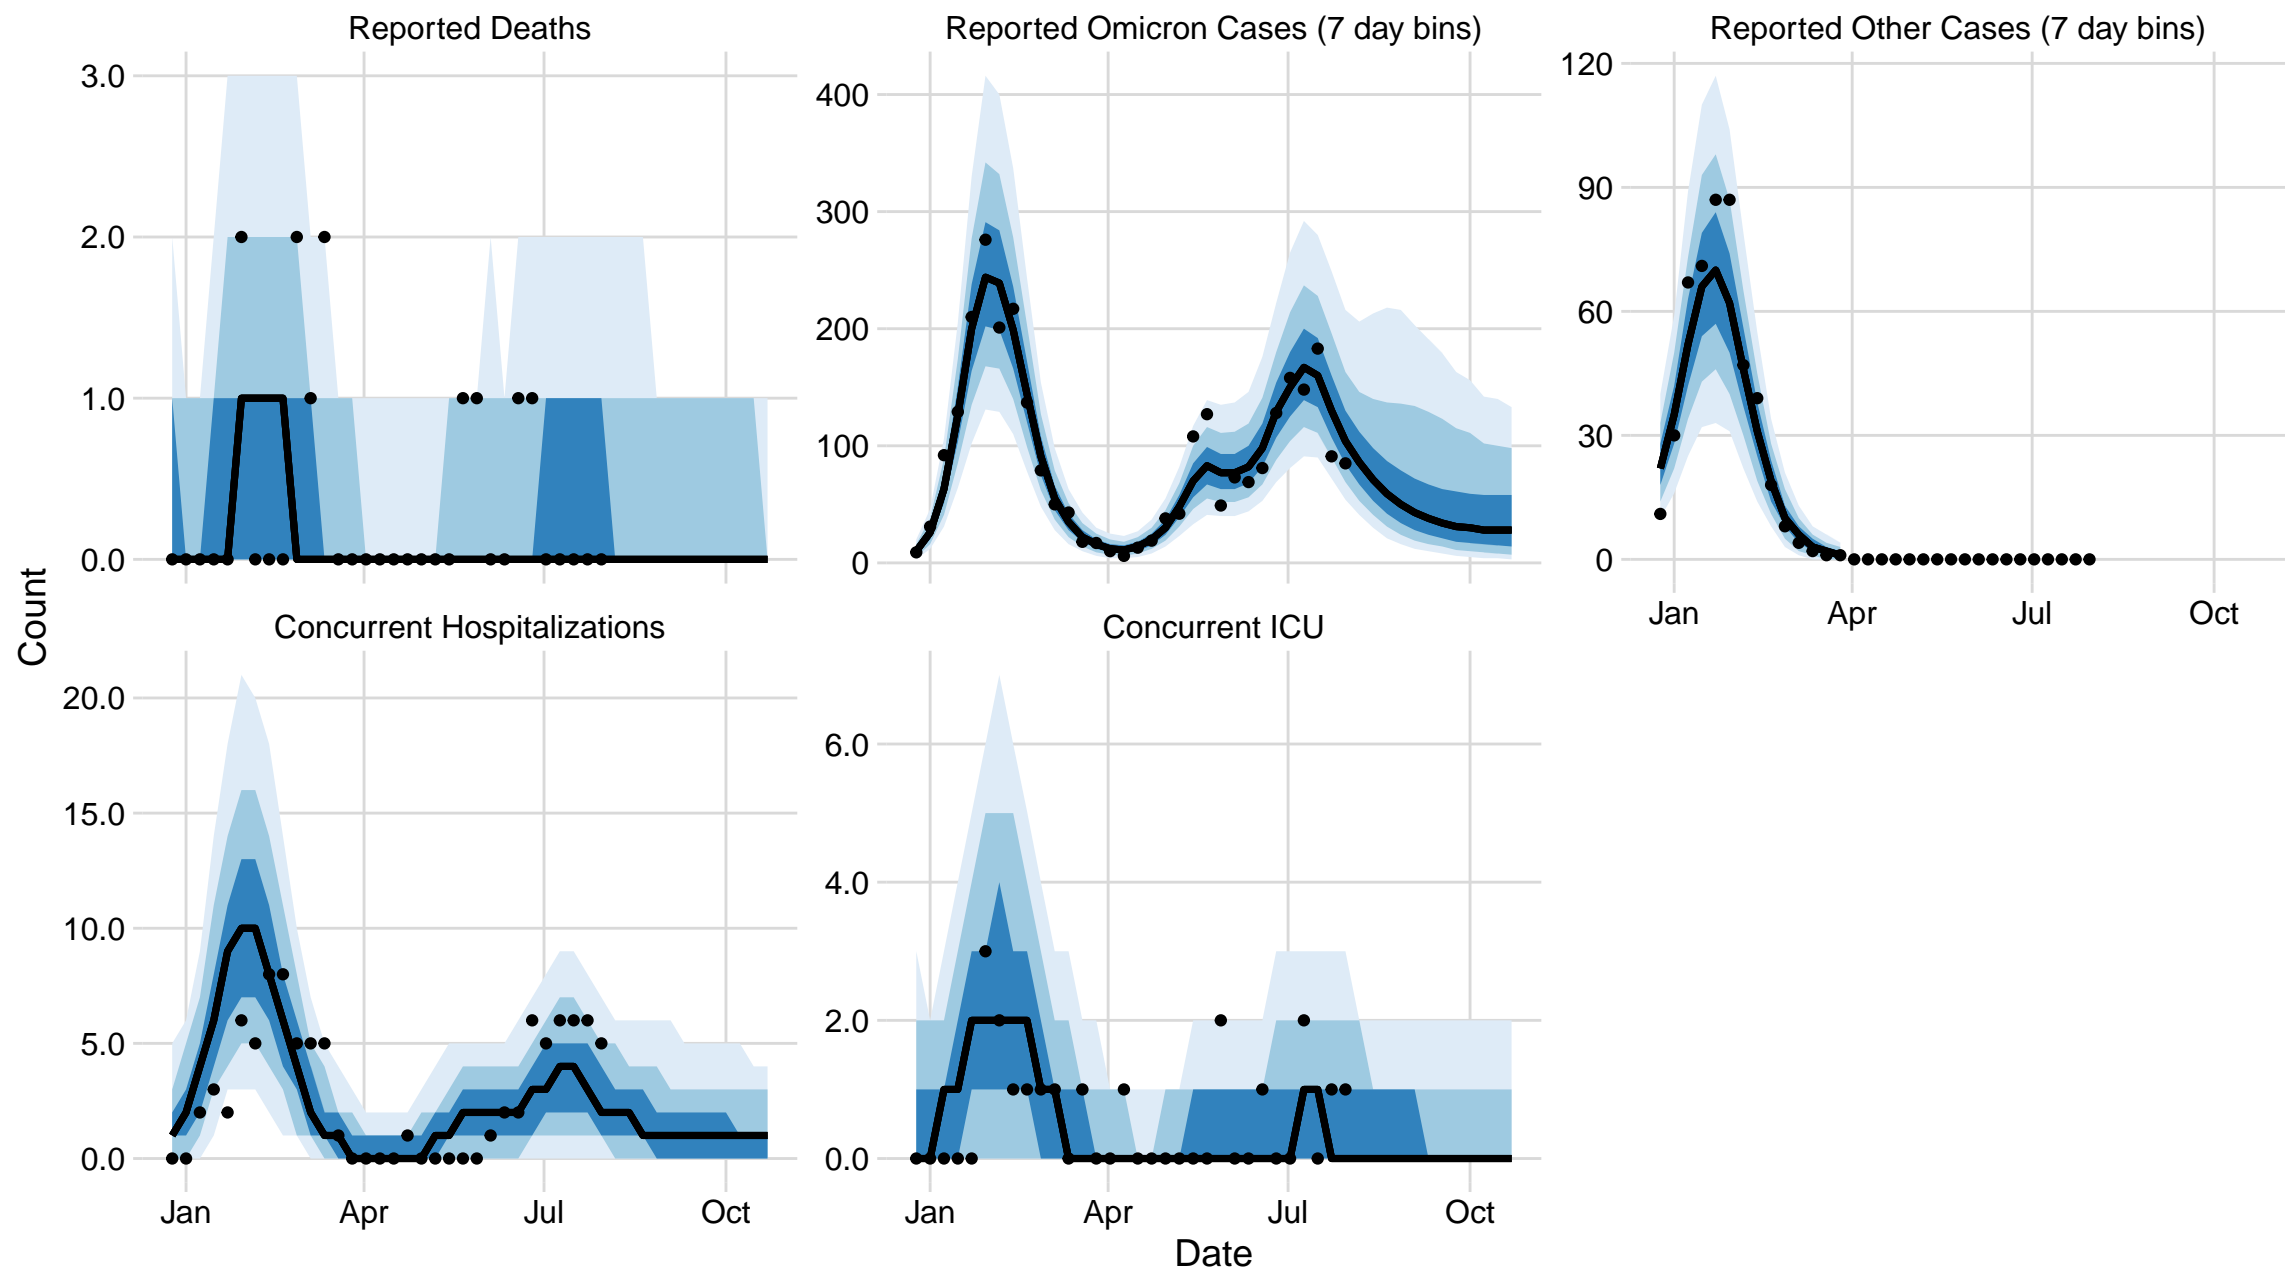 Reported Deaths
Reported Omicron Cases (7 day bins)
Reported Other Cases (7 day bins)
3.0
2.0
1.0
0.0
400
300
200
100
0
120
90
60
30
0
Jan Apr Jul Oct
Count
Concurrent Hospitalizations
Concurrent ICU
20.0
15.0
10.0
5.0
0.0
6.0
4.0
2.0
0.0
Jan Apr Jul Oct
Jan Apr Jul Oct
Date